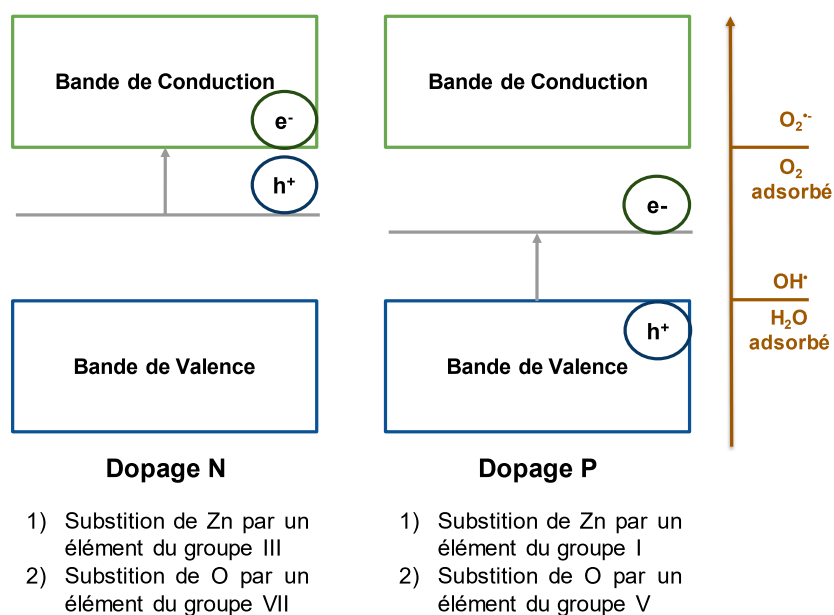 Bande de Conduction
e⁻
h⁺
Bande de Valence
Dopage N
1) Substition de Zn par un
élément du groupe III
2) Substition de O par un
élément du groupe VII
Bande de Conduction
e-
h⁺
Bande de Valence
Dopage P
1) Substition de Zn par un
élément du groupe I
2) Substition de O par un
élément du groupe V
O₂•⁻
O₂
adsorbé
OH•
H₂O
adsorbé